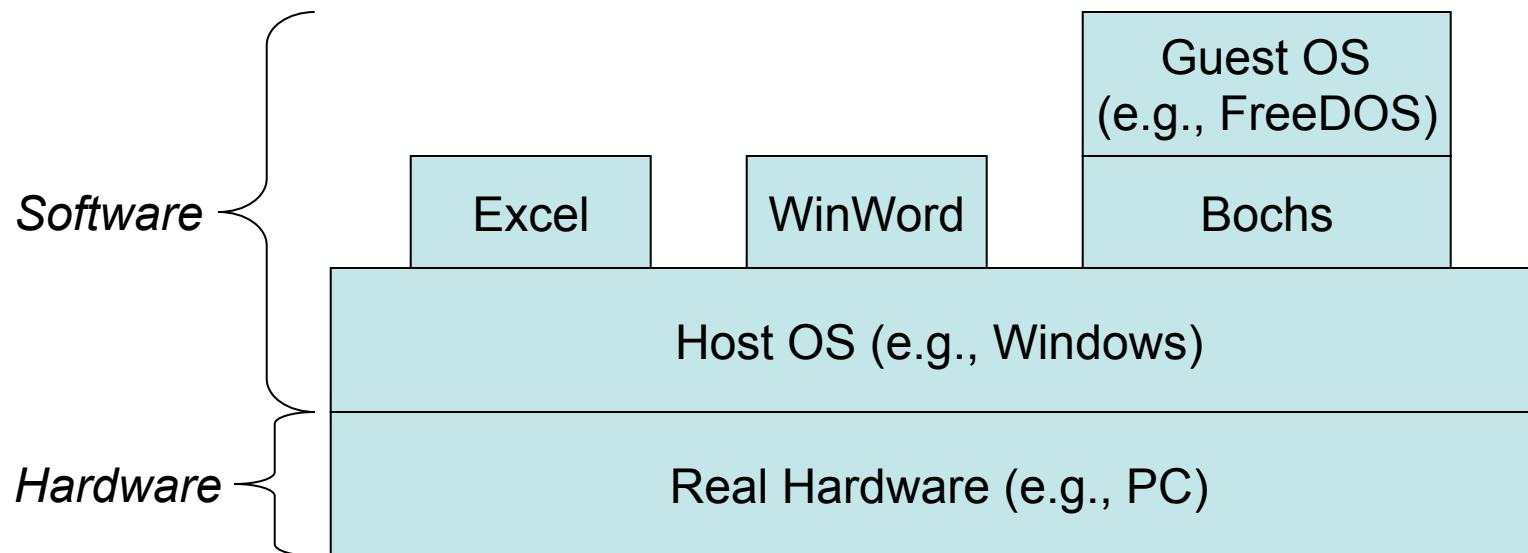 Guest OS
(e.g., FreeDOS)
Software
Excel
WinWord
Bochs
Host OS (e.g., Windows)
Hardware
Real Hardware (e.g., PC)